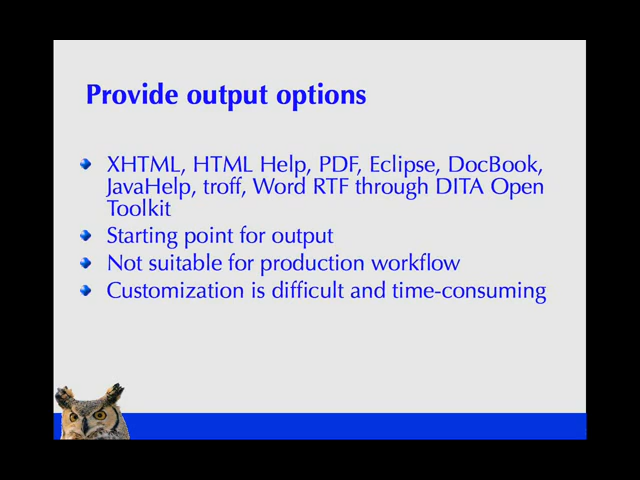 Provide output options
XHTML, HTML Help, PDF, Eclipse, DocBook,
JavaHelp, troff, Word RTF through DITA Open
Toolkit
Starting point for output
Not suitable for production workflow
Customization is difficult and time-consuming